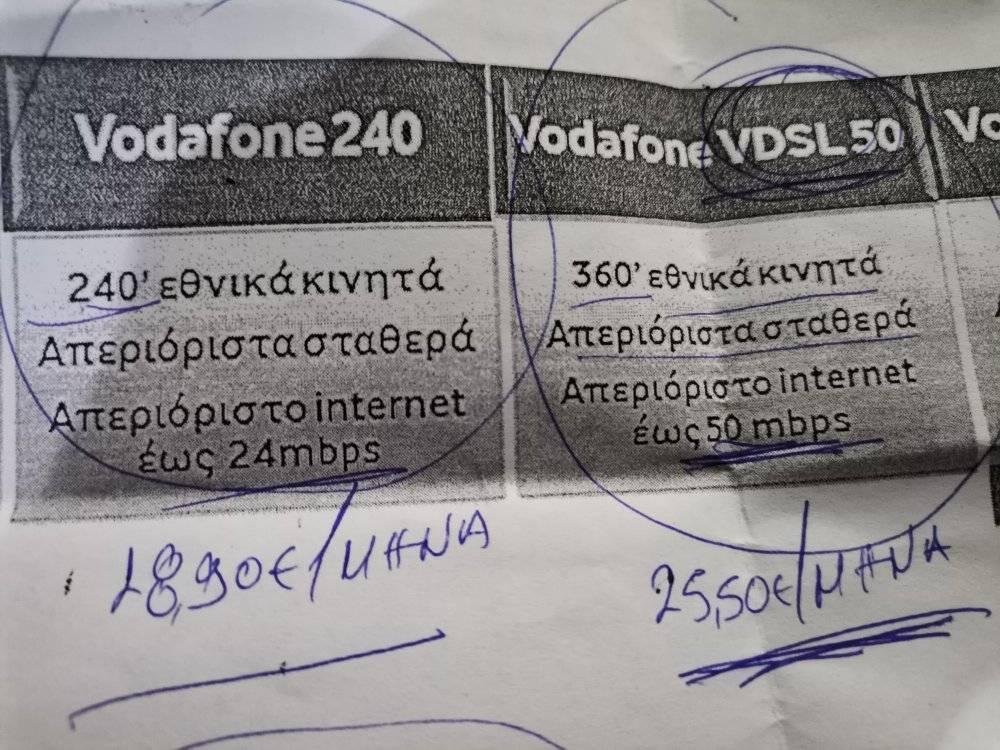 Vodafone 240
240' εθνικά κινητά
Απεριόριστα σταθερά
Απεριόριστο internet
έως 24mbps
18,90€/ΜΗΝΑ
Vodafone VDSL 50
360' εθνικά κινητά
Απεριόριστα σταθερά
Απεριόριστο internet
έως 50 mbps
25,50€/ΜΗΝΑ